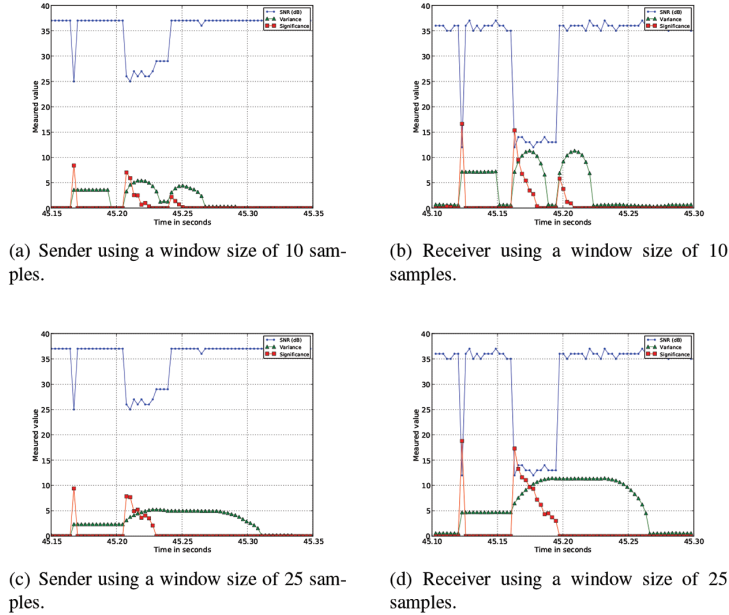 40
35
30
25
20
15
10
5
0
Meaured value
SNR (dB)
Variance
Significance
45.15 45.20 45.25 45.30 45.35
Time in seconds
(a) Sender using a window size of 10 sam-
ples.
40
35
30
25
20
15
10
5
0
Meaured value
SNR (dB)
Variance
Significance
45.10 45.15 45.20 45.25 45.30
Time in seconds
(b) Receiver using a window size of 10
samples.
40
35
30
25
20
15
10
5
0
Meaured value
SNR (dB)
Variance
Significance
45.15 45.20 45.25 45.30 45.35
Time in seconds
(c) Sender using a window size of 25 sam-
ples.
40
35
30
25
20
15
10
5
0
Meaured value
SNR (dB)
Variance
Significance
45.10 45.15 45.20 45.25 45.30
Time in seconds
(d) Receiver using a window size of 25
samples.